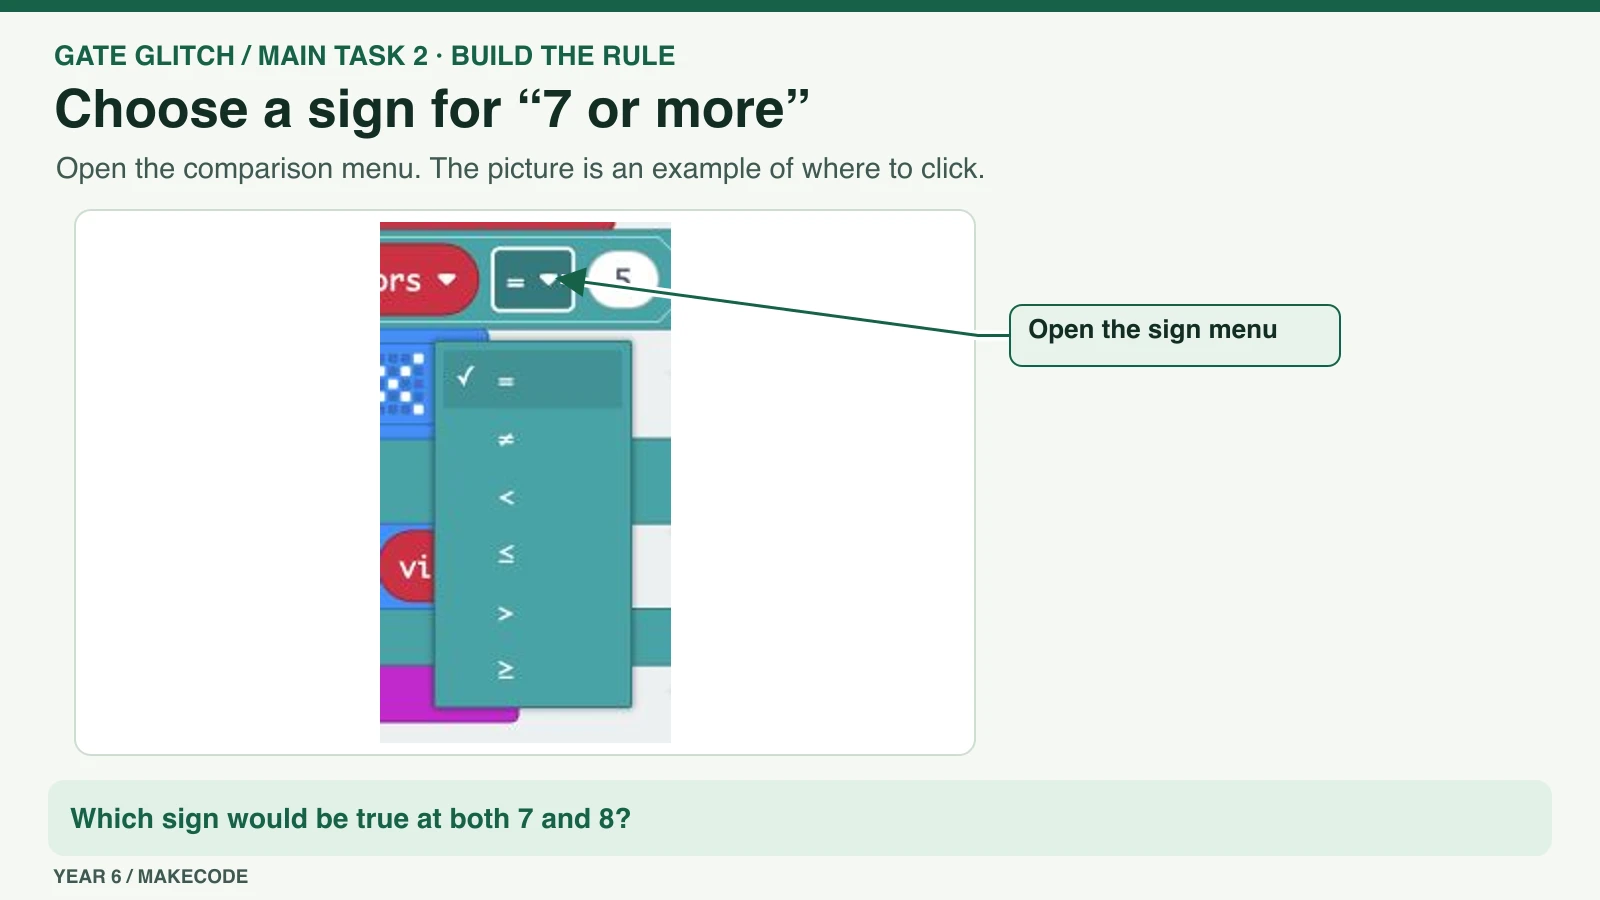 GATE GLITCH / MAIN TASK 2 · BUILD THE RULE
Choose a sign for “7 or more”
Open the comparison menu. The picture is an example of where to click.
ors = 5
Open the sign menu
✓ =
≠
<
≤
vi
>
≥
Which sign would be true at both 7 and 8?
YEAR 6 / MAKECODE